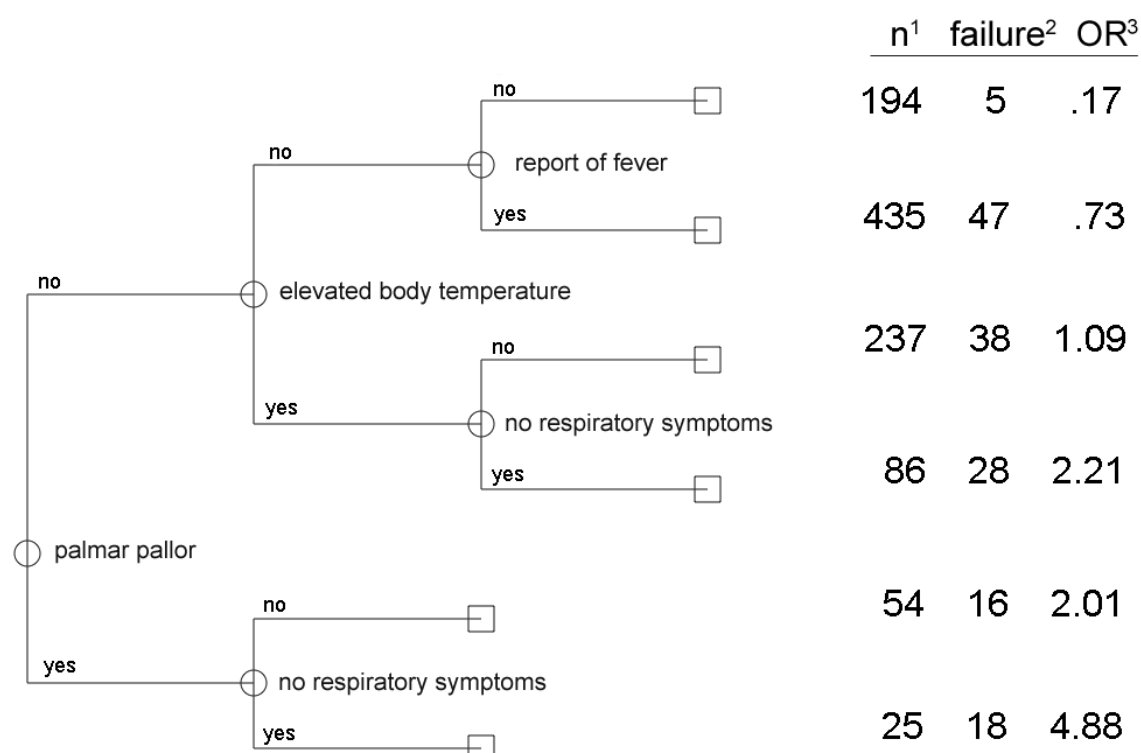 n¹ failure² OR³
no
194 5 .17
no
report of fever
yes
435 47 .73
no
elevated body temperature
no
237 38 1.09
yes
no respiratory symptoms
yes
86 28 2.21
palmar pallor
no
54 16 2.01
yes
no respiratory symptoms
yes
25 18 4.88